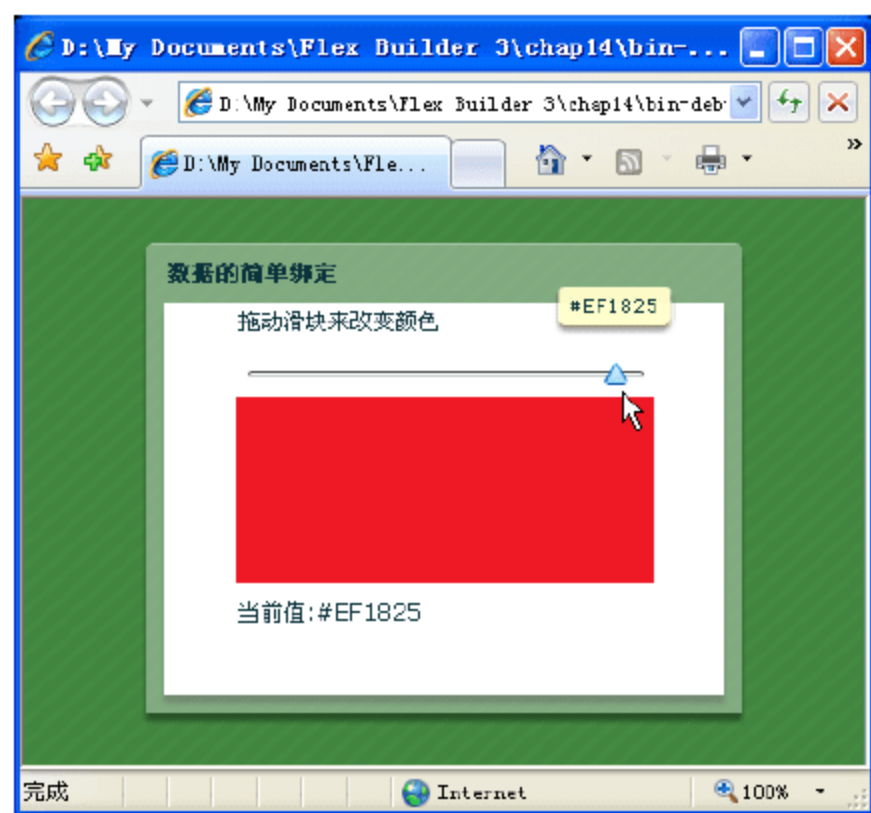 D:\My Documents\Flex Builder 3\chap14\bin-...
D:\My Documents\Flex Builder 3\chap14\bin-deb
D:\My Documents\Fle...
数据的简单绑定
#EF1825
拖动滑块来改变颜色
当前值:#EF1825
完成
Internet
100%